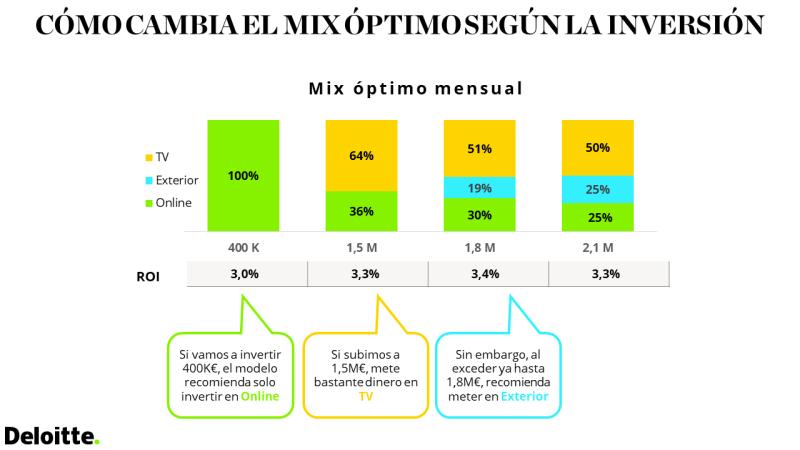 CÓMO CAMBIA EL MIX ÓPTIMO SEGÚN LA INVERSIÓN
Mix óptimo mensual
TV
Exterior
Online
100%
64%
36%
51%
19%
30%
50%
25%
25%
400 K
1,5 M
1,8 M
2,1 M
ROI
3,0%
3,3%
3,4%
3,3%
Si vamos a invertir
400K€, el modelo
recomienda solo
invertir en Online
Si subimos a
1,5M€, mete
bastante dinero en
TV
Sin embargo, al
exceder ya hasta
1,8M€, recomienda
meter en Exterior
Deloitte.